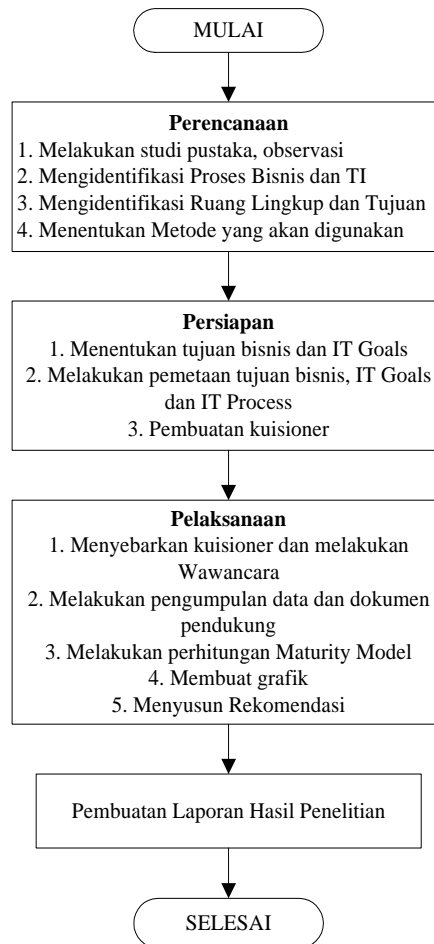 MULAI
Perencanaan
1. Melakukan studi pustaka, observasi
2. Mengidentifikasi Proses Bisnis dan TI
3. Mengidentifikasi Ruang Lingkup dan Tujuan
4. Menentukan Metode yang akan digunakan
Persiapan
1. Menentukan tujuan bisnis dan IT Goals
2. Melakukan pemetaan tujuan bisnis, IT Goals
dan IT Process
3. Pembuatan kuisioner
Pelaksanaan
1. Menyebarkan kuisioner dan melakukan
Wawancara
2. Melakukan pengumpulan data dan dokumen
pendukung
3. Melakukan perhitungan Maturity Model
4. Membuat grafik
5. Menyusun Rekomendasi
Pembuatan Laporan Hasil Penelitian
SELESAI